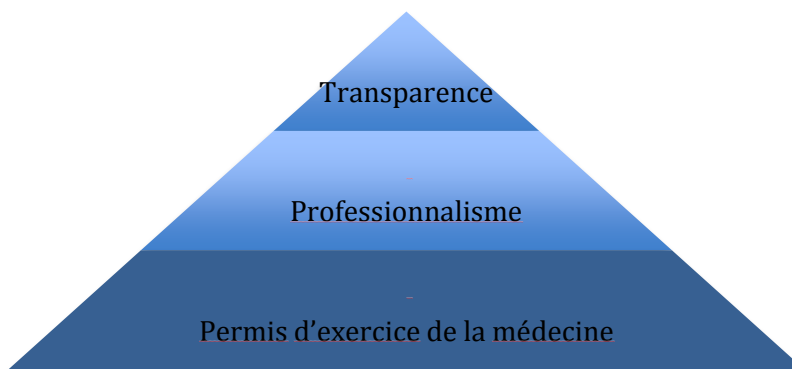 Transparence
Professionnalisme
Permis d’exercice de la médecine